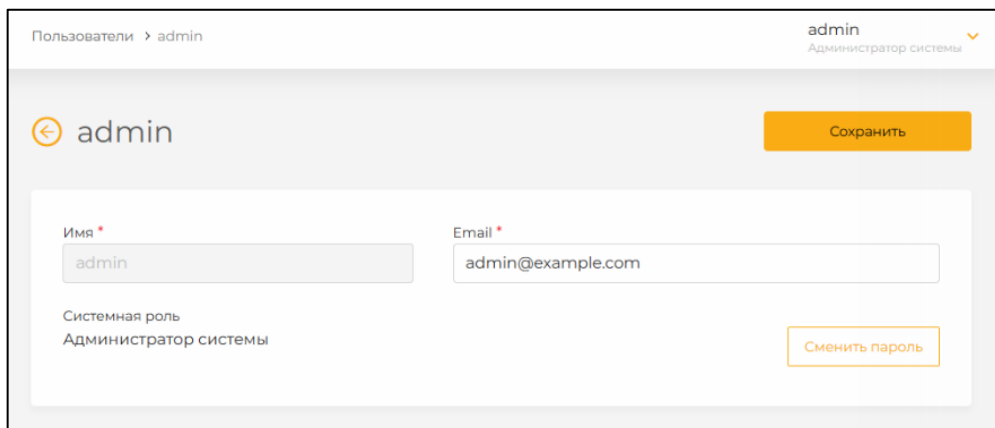 Пользователи > admin
admin
Администратор системы
admin
Сохранить
Имя *
Email *
admin
admin@example.com
Системная роль
Администратор системы
Сменить пароль